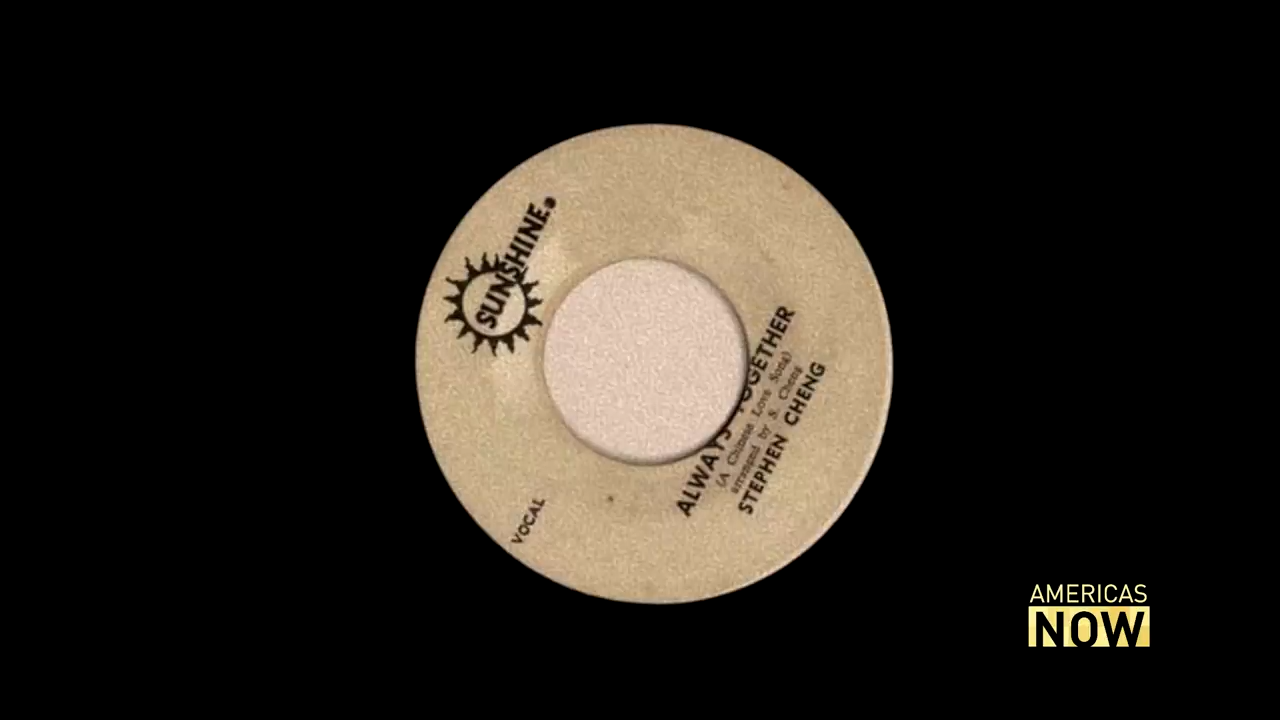 SUNSHINE®
VOCAL
ALWAYS TOGETHER
(A Chinese Love Song)
arranged by S. Cheng
STEPHEN CHENG
AMERICAS
NOW